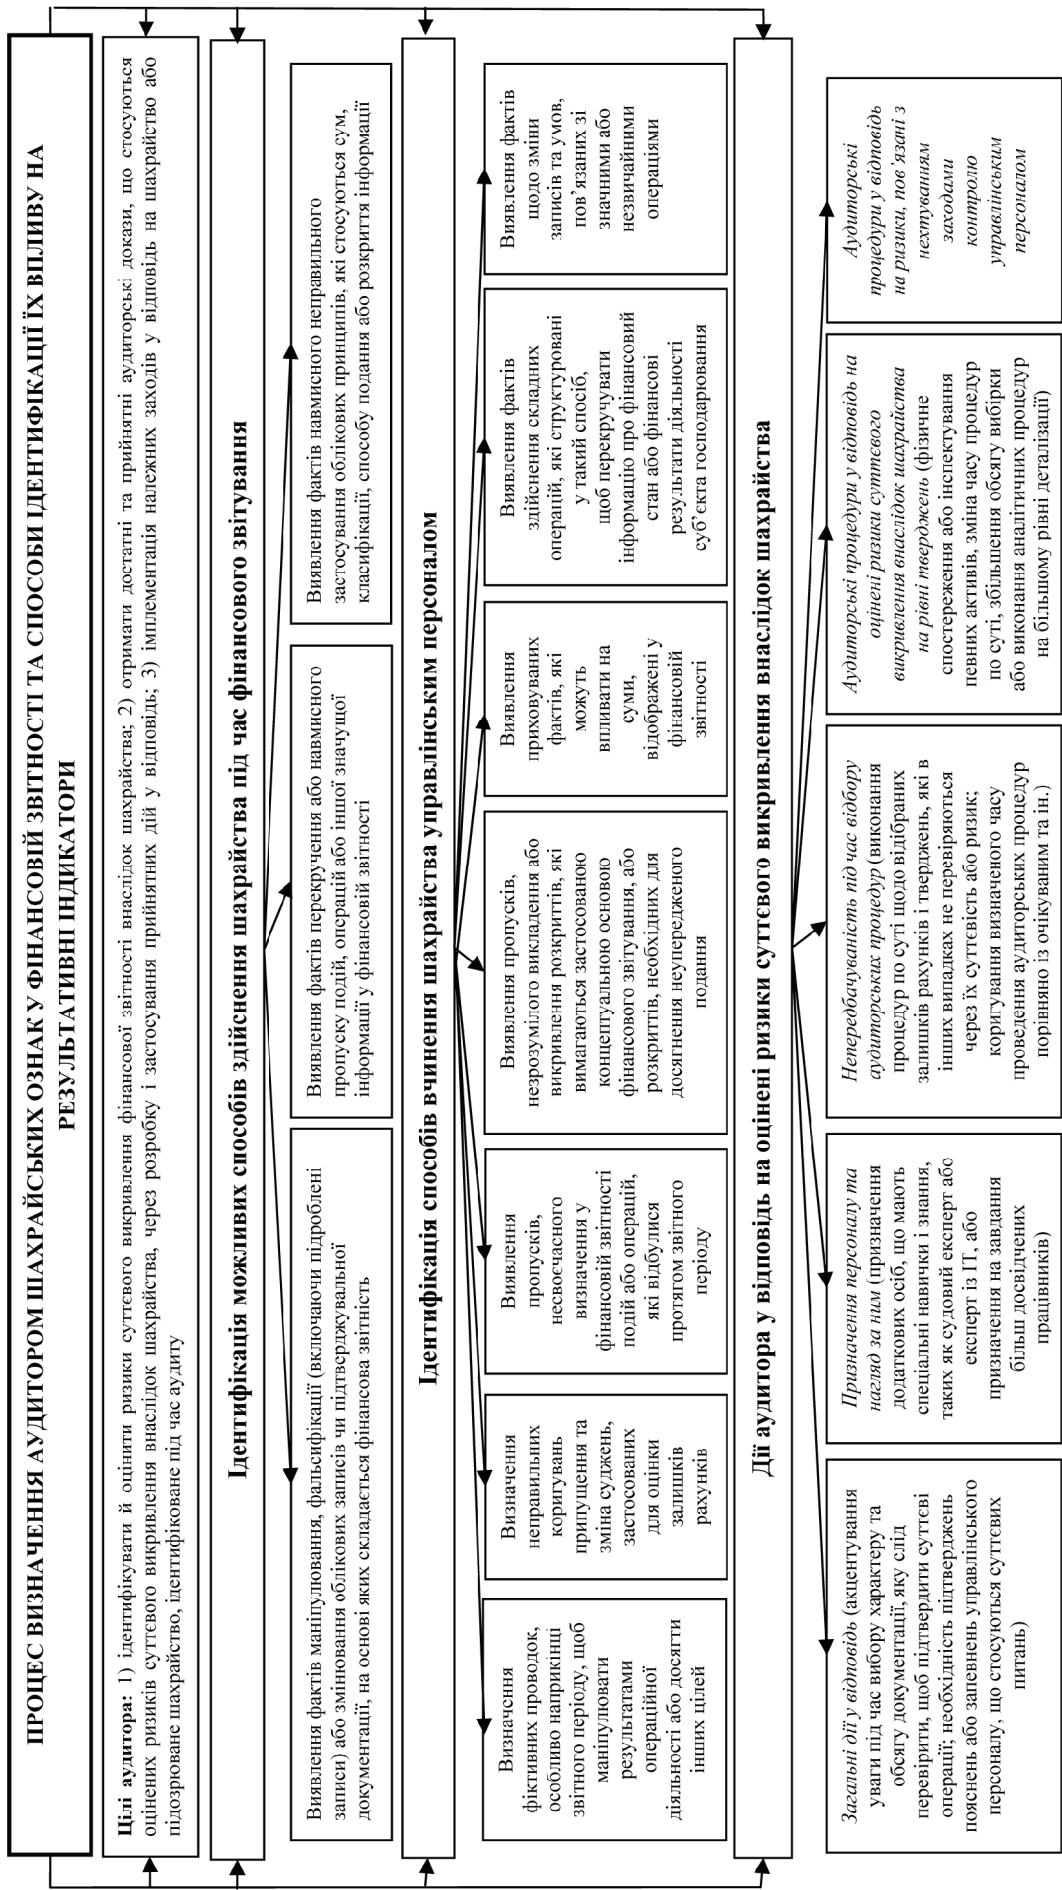 ПРОЦЕС ВИЗНАЧЕННЯ АУДИТОРОМ ШАХРАЙСЬКИХ ОЗНАК У ФІНАНСОВІЙ ЗВІТНОСТІ ТА СПОСОБИ ІДЕНТИФІКАЦІЇ ЇХ ВПЛИВУ НА
РЕЗУЛЬТАТИВНІ ІНДИКАТОРИ
Цілі аудитора: 1) ідентифікувати й оцінити ризики суттєвого викривлення фінансової звітності внаслідок шахрайства; 2) отримати достатні та прийнятні аудиторські докази, що стосуються
оцінених ризиків суттєвого викривлення внаслідок шахрайства, через розробку і застосування прийнятних дій у відповідь; 3) імплементація належних заходів у відповідь на шахрайство або
підозрюване шахрайство, ідентифіковане під час аудиту
Ідентифікація можливих способів здійснення шахрайства під час фінансового звітування
Виявлення фактів маніпулювання, фальсифікації (включаючи підроблені
записи) або змінювання облікових записів чи підтверджувальної
документації, на основі яких складається фінансова звітність
Виявлення фактів перекручення або навмисного
пропуску подій, операцій або іншої значущої
інформації у фінансовій звітності
Виявлення фактів навмисного неправильного
застосування облікових принципів, які стосуються сум,
класифікації, способу подання або розкриття інформації
Ідентифікація способів вчинення шахрайства управлінським персоналом
Визначення
фіктивних проводок,
особливо наприкінці
звітного періоду, щоб
маніпулювати
результатами
операційної
діяльності або досягти
інших цілей
Визначення
неправильних
коригувань
припущення та
зміна суджень,
застосованих
для оцінки
залишків
рахунків
Виявлення
пропусків,
несвоєчасного
визначення у
фінансовій звітності
подій або операцій,
які відбулися
протягом звітного
періоду
Виявлення пропусків,
незрозумілого викладення або
викривлення розкриттів, які
вимагаються застосованою
концептуальною основою
фінансового звітування, або
розкриттів, необхідних для
досягнення неупередженого
подання
Виявлення
приховуваних
фактів, які
можуть
впливати на
суми,
відображені у
фінансовій
звітності
Виявлення фактів
здійснення складних
операцій, які структуровані
у такий спосіб,
щоб перекручувати
інформацію про фінансовий
стан або фінансові
результати діяльності
суб’єкта господарювання
Виявлення фактів
щодо зміни
записів та умов,
пов’язаних зі
значними або
незвичайними
операціями
Дії аудитора у відповідь на оцінені ризики суттєвого викривлення внаслідок шахрайства
Загальні дії у відповідь (акцентування
уваги під час вибору характеру та
обсягу документації, яку слід
перевірити, щоб підтвердити суттєві
операції; необхідність підтверджень
пояснень або запевнень управлінського
персоналу, що стосуються суттєвих
питань)
Призначення персоналу та
нагляд за ним (призначення
додаткових осіб, що мають
спеціальні навички і знання,
таких як судовий експерт або
експерт із ІТ, або
призначення на завдання
більш досвідчених
працівників)
Непередбачуваність під час відбору
аудиторських процедур (виконання
процедур по суті щодо відібраних
залишків рахунків і тверджень, які в
інших випадках не перевіряються
через їх суттєвість або ризик;
коригування визначеного часу
проведення аудиторських процедур
порівняно із очікуваним та ін.)
Аудиторські процедури у відповідь на
оцінені ризики суттєвого
викривлення внаслідок шахрайства
на рівні тверджень (фізичне
спостереження або інспектування
певних активів, зміна часу процедур
по суті, збільшення обсягу вибірки
або виконання аналітичних процедур
на більшому рівні деталізації)
Аудиторські
процедури у відповідь
на ризики, пов’язані з
нехтуванням
заходами
контролю
управлінським
персоналом